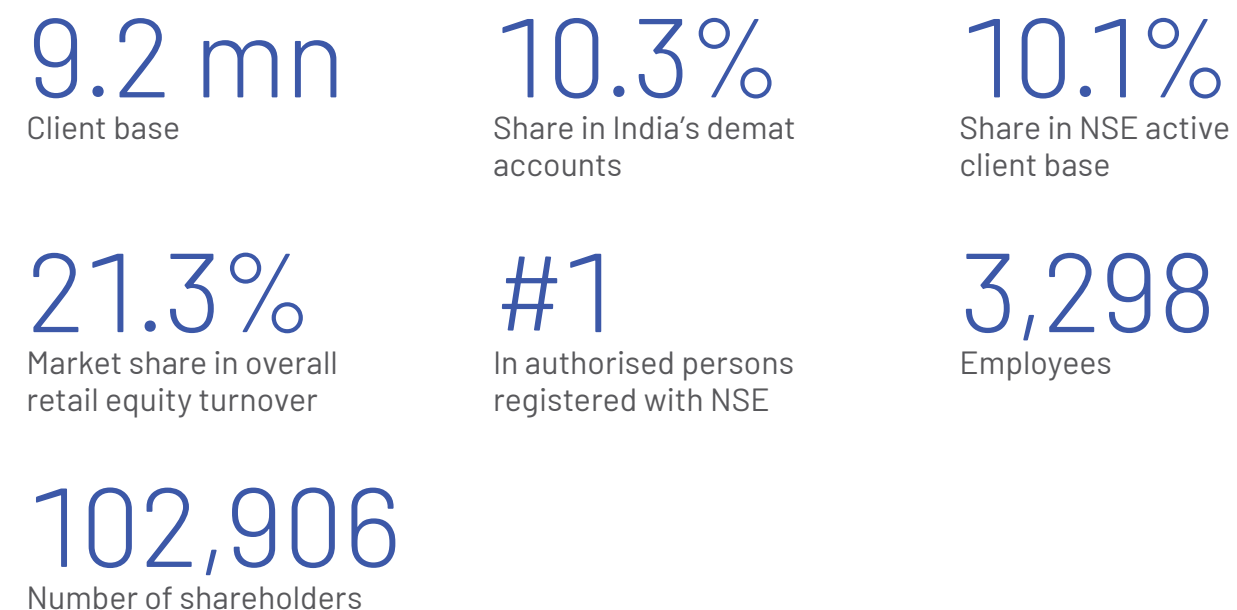 9.2 mn
Client base
10.3%
Share in India’s demat
accounts
10.1%
Share in NSE active
client base
21.3%
Market share in overall
retail equity turnover
#1
In authorised persons
registered with NSE
3,298
Employees
102,906
Number of shareholders